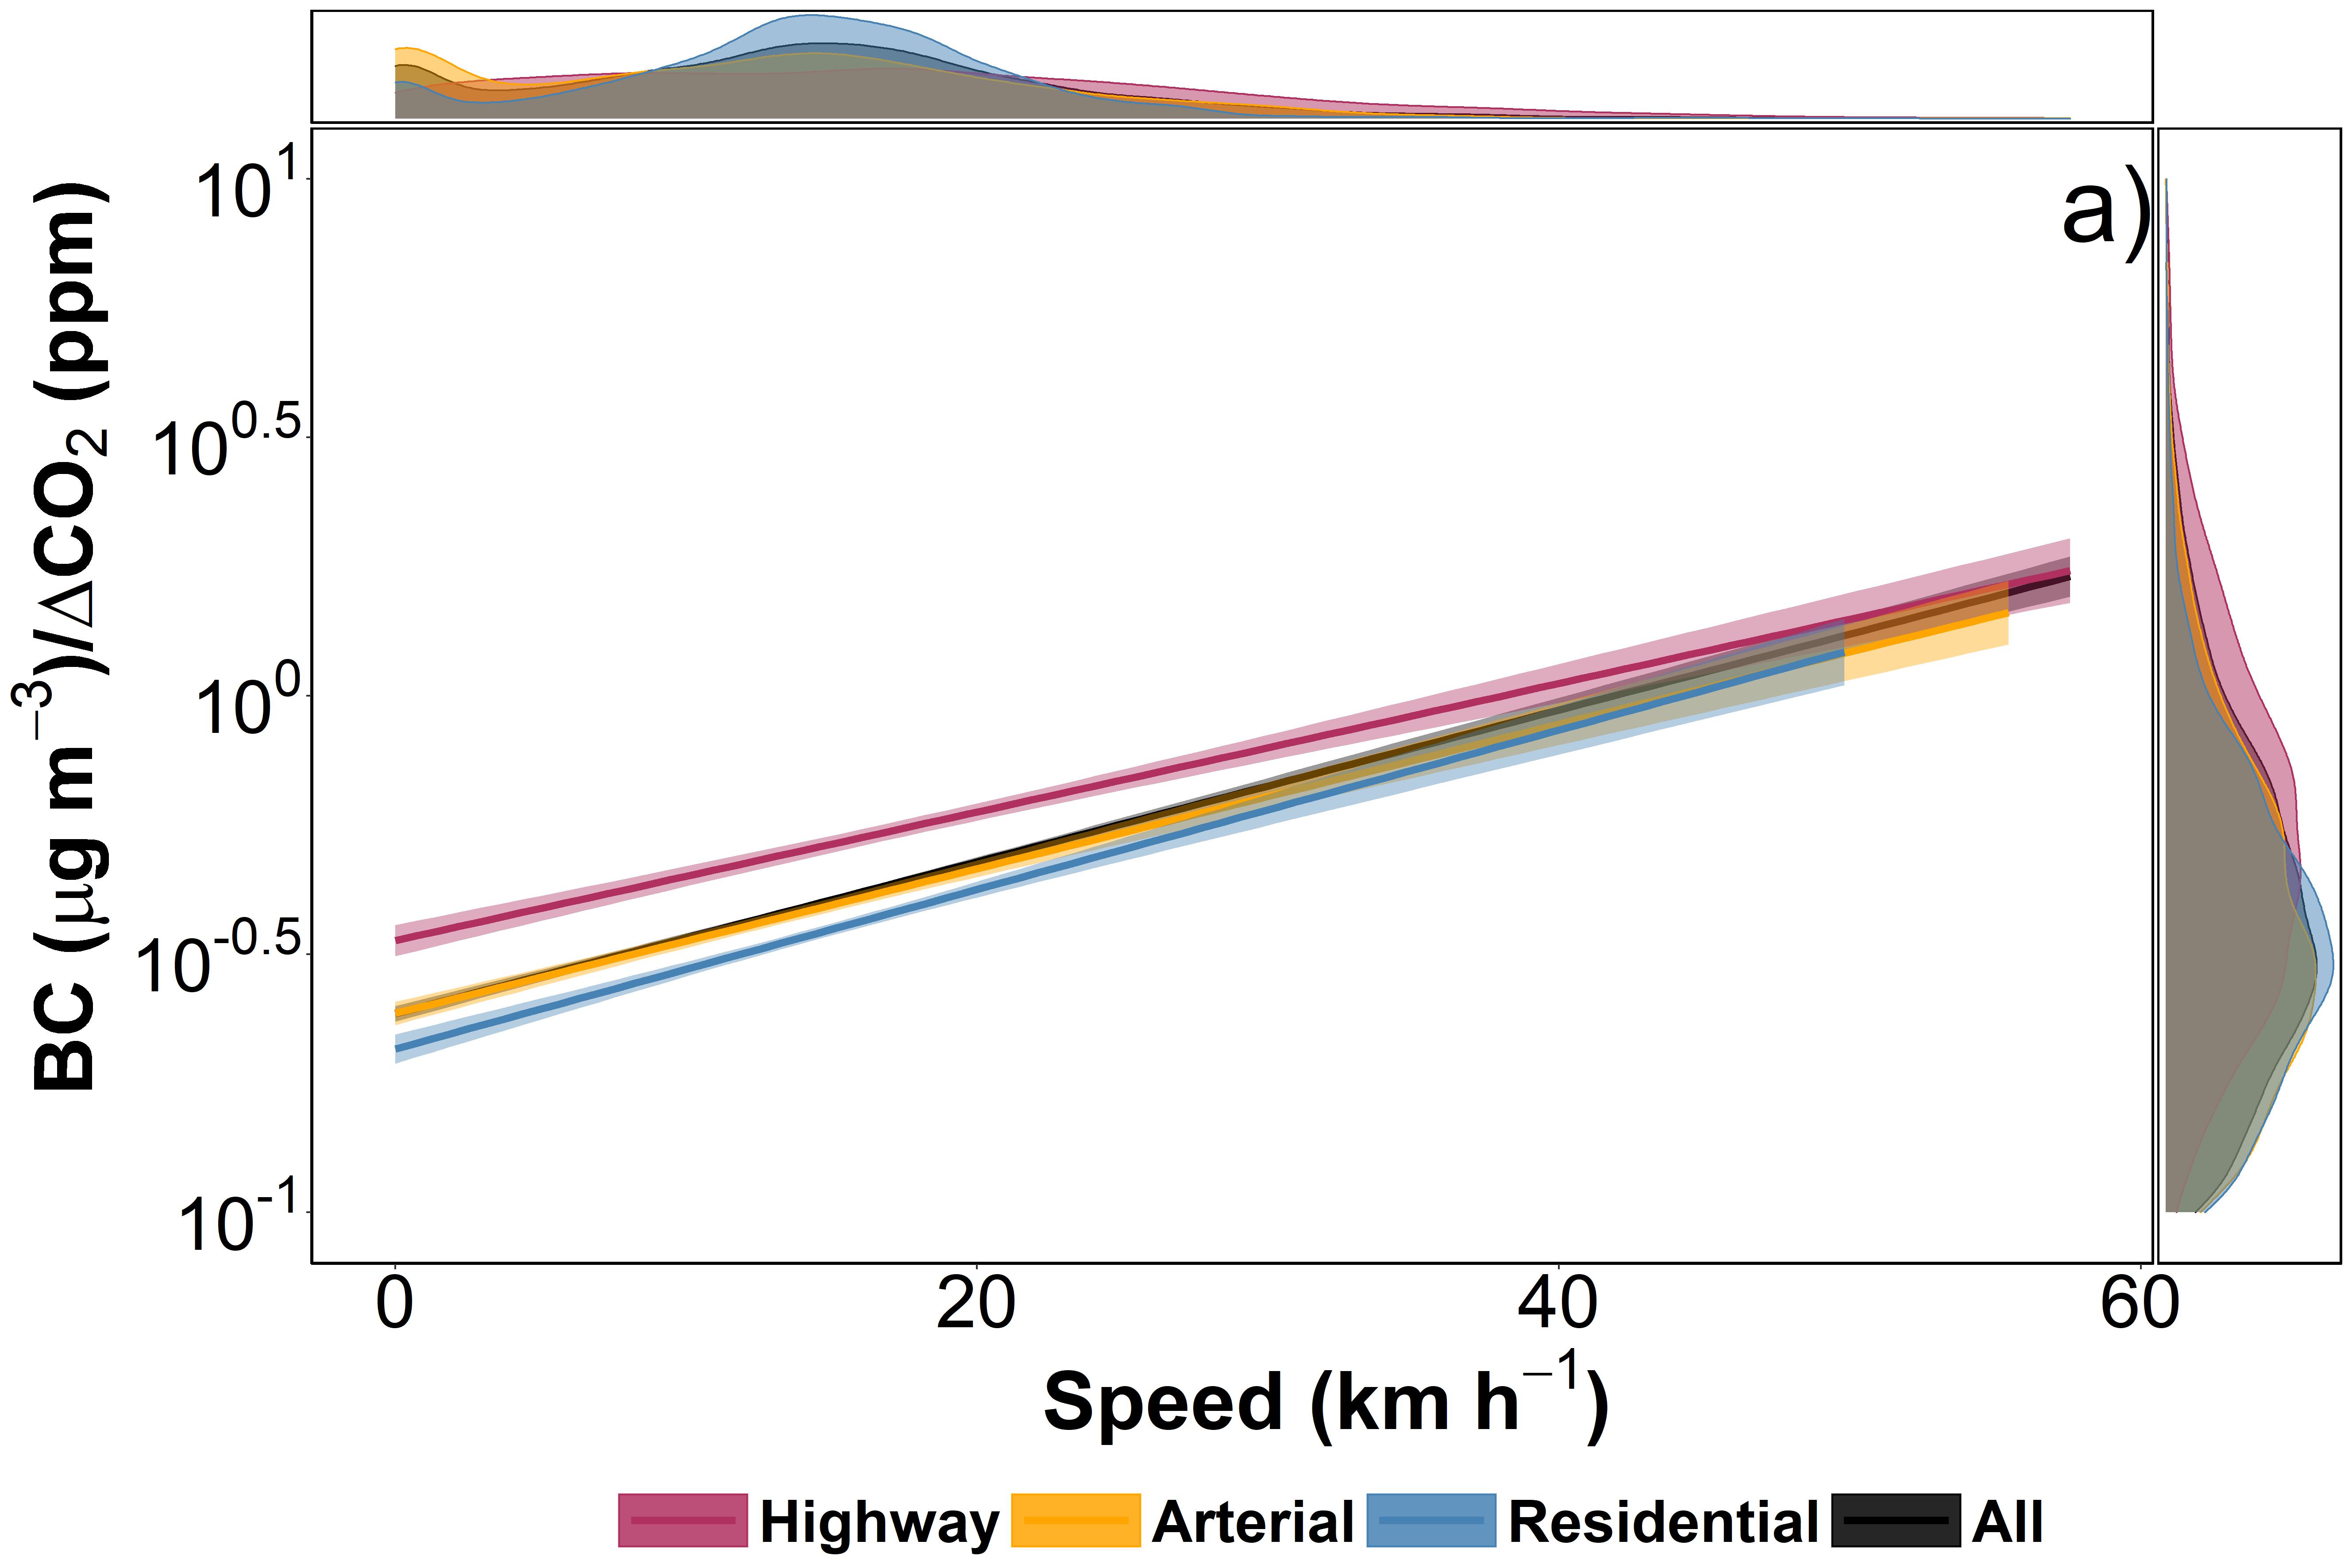 a)
10^1
10^0.5
10^0
10^-0.5
10^-1
BC (μg m^−3)/ΔCO₂ (ppm)
0 20 40 60
Speed (km h^−1)
Highway Arterial Residential All